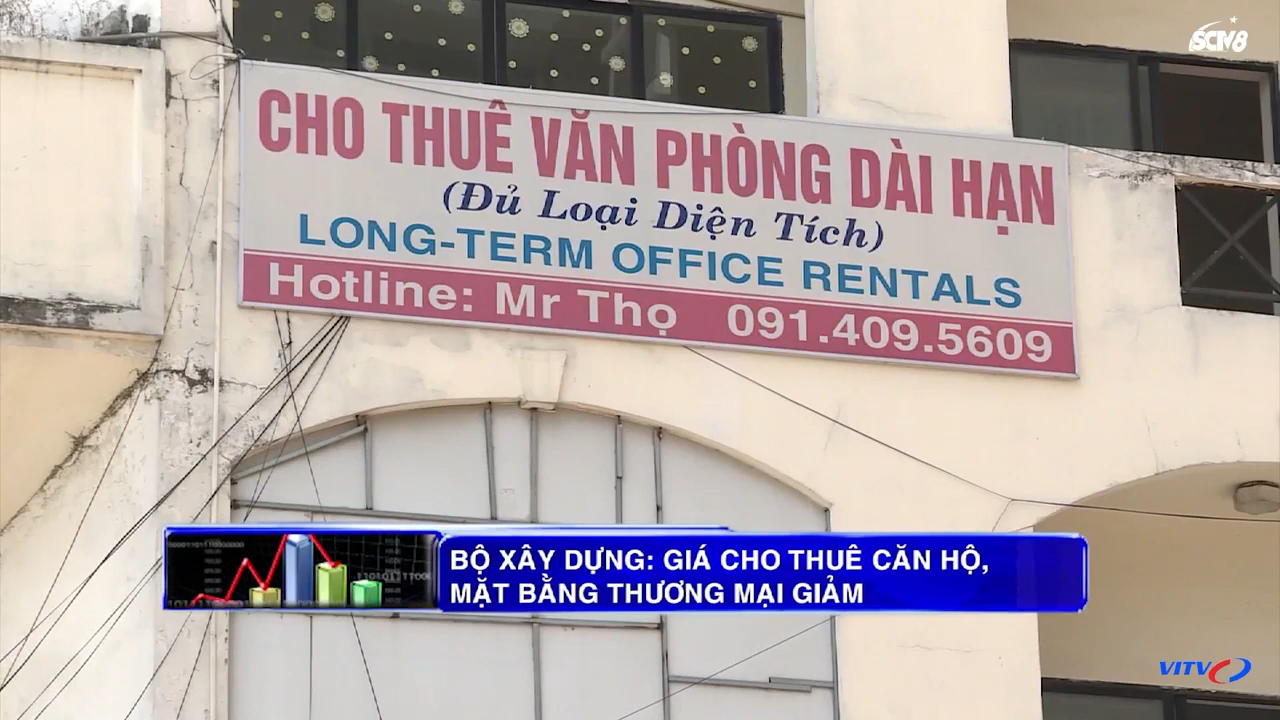 SCTV8
CHO THUÊ VĂN PHÒNG DÀI HẠN
(Đủ Loại Diện Tích)
LONG-TERM OFFICE RENTALS
Hotline: Mr Thọ 091.409.5609
BỘ XÂY DỰNG: GIÁ CHO THUÊ CĂN HỘ,
MẶT BẰNG THƯƠNG MẠI GIẢM
VITV